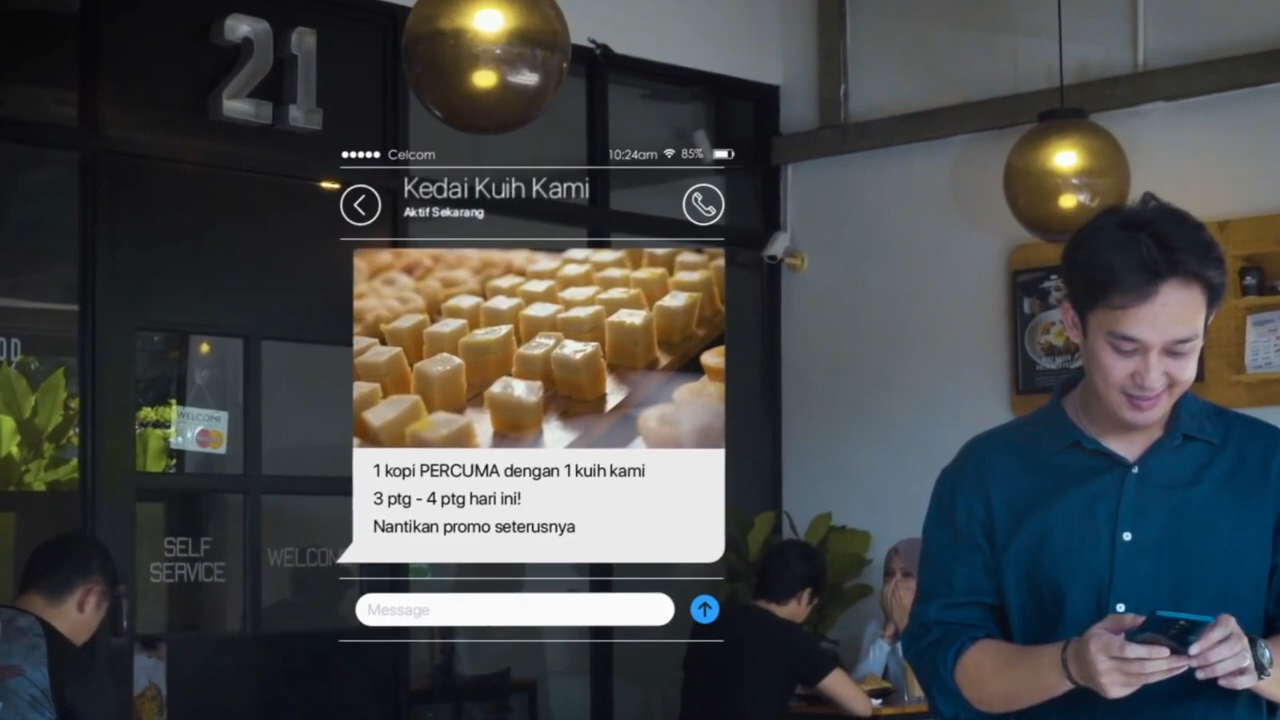 21
Celcom
10:24am
85%
Kedai Kuih Kami
Aktif Sekarang
1 kopi PERCUMA dengan 1 kuih kami
3 ptg - 4 ptg hari ini!
Nantikan promo seterusnya
Message
WELCOME
SELF
SERVICE
WELCOM